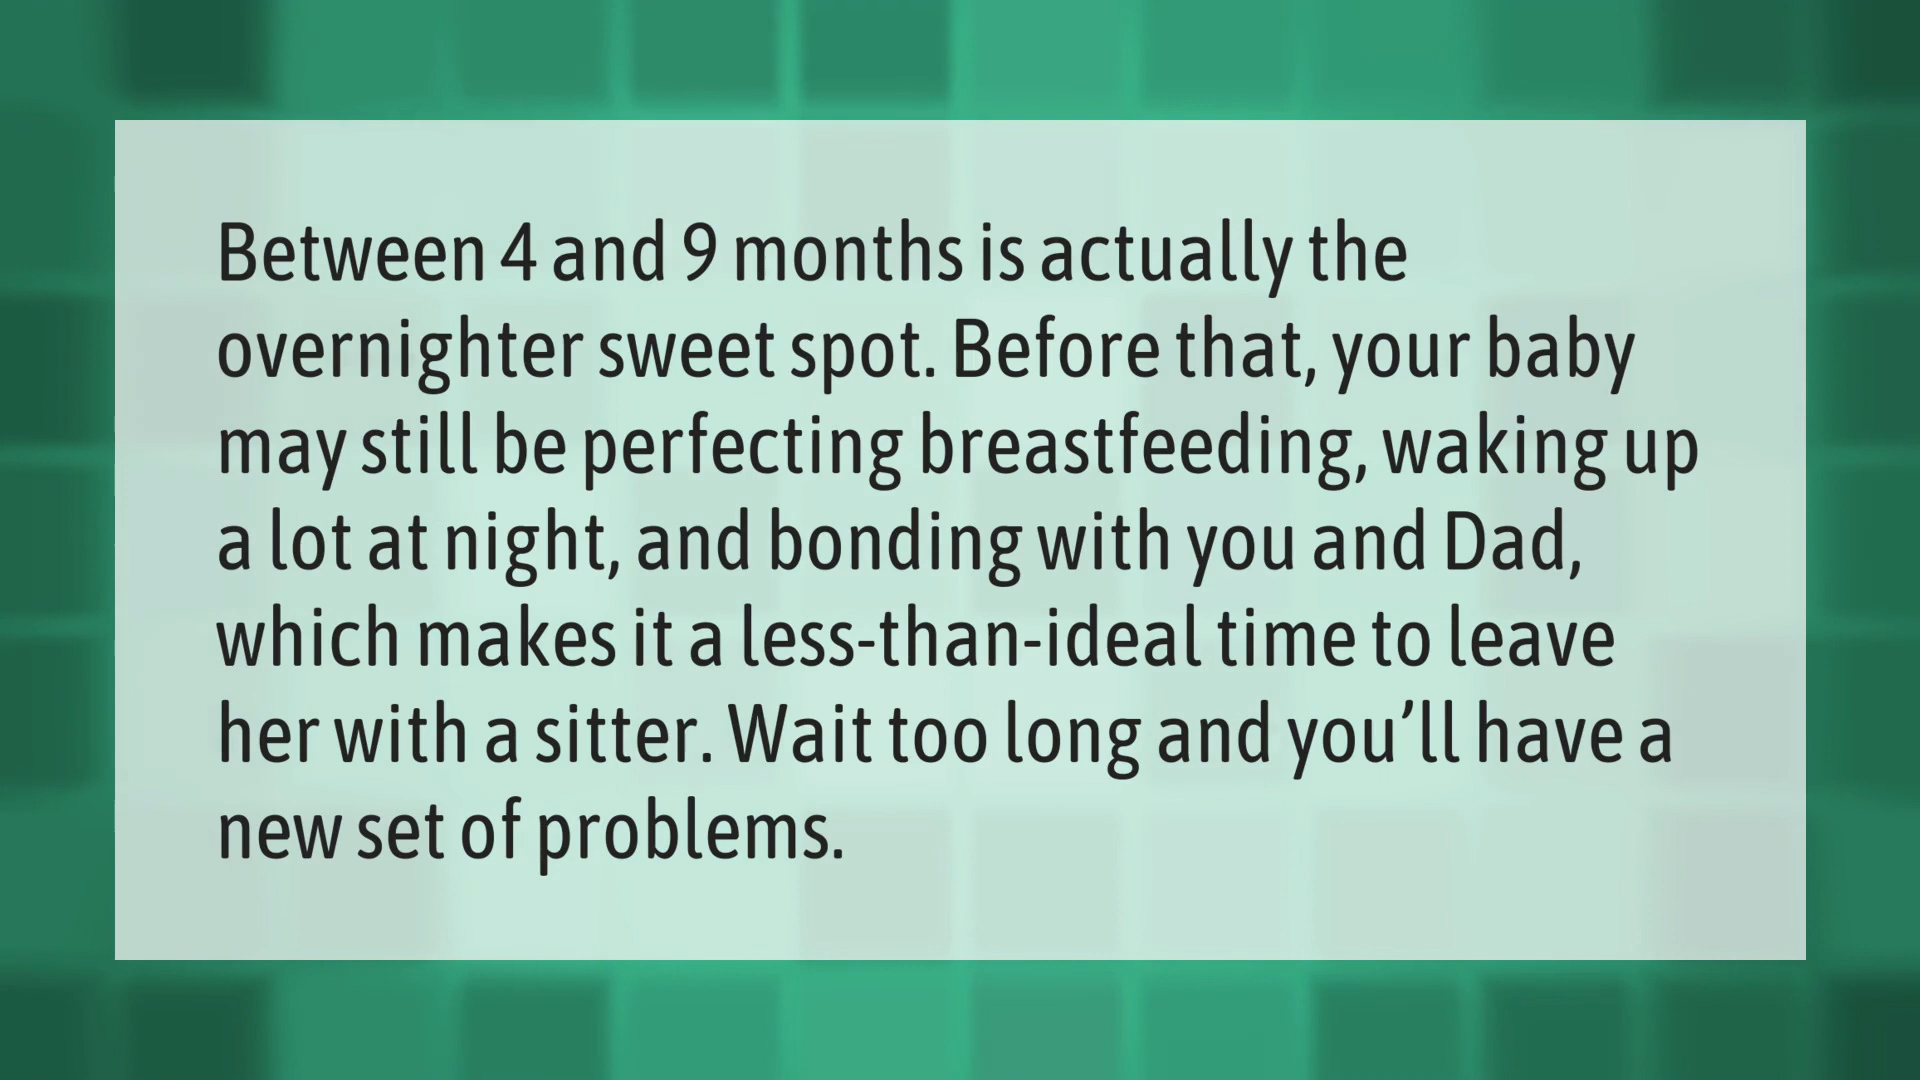 Between 4 and 9 months is actually the
overnighter sweet spot. Before that, your baby
may still be perfecting breastfeeding, waking up
a lot at night, and bonding with you and Dad,
which makes it a less-than-ideal time to leave
her with a sitter. Wait too long and you’ll have a
new set of problems.